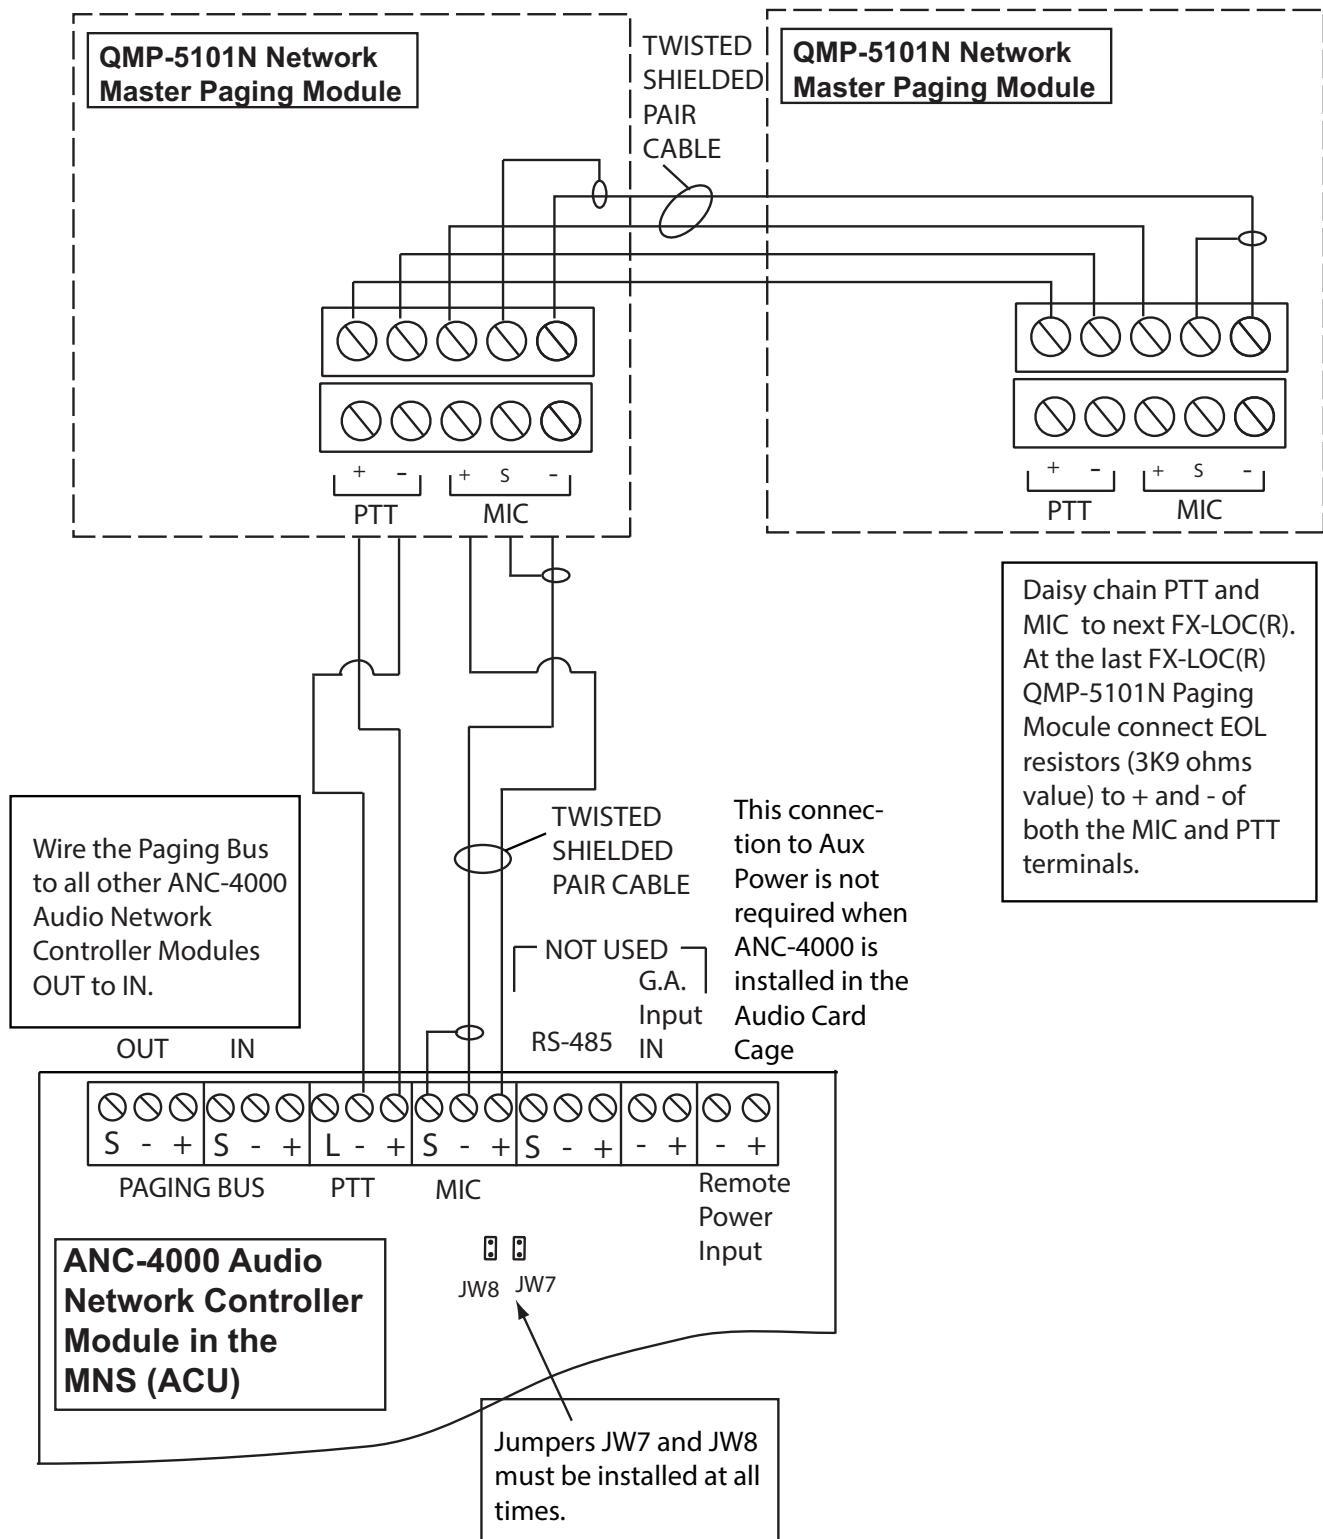 QMP-5101N Network
Master Paging Module
TWISTED
SHIELDED
PAIR
CABLE
QMP-5101N Network
Master Paging Module
+ - + S -
PTT MIC
+ - + S -
PTT MIC
Daisy chain PTT and
MIC to next FX-LOC(R).
At the last FX-LOC(R)
QMP-5101N Paging
Mocule connect EOL
resistors (3K9 ohms
value) to + and - of
both the MIC and PTT
terminals.
Wire the Paging Bus
to all other ANC-4000
Audio Network
Controller Modules
OUT to IN.
TWISTED
SHIELDED
PAIR CABLE
This connec-
tion to Aux
Power is not
required when
ANC-4000 is
installed in the
Audio Card
Cage
NOT USED
G.A.
Input
IN
RS-485
OUT IN
S - + S - + L - + S - + S - + - + - +
PAGING BUS PTT MIC
Remote
Power
Input
JW8 JW7
ANC-4000 Audio
Network Controller
Module in the
MNS (ACU)
Jumpers JW7 and JW8
must be installed at all
times.